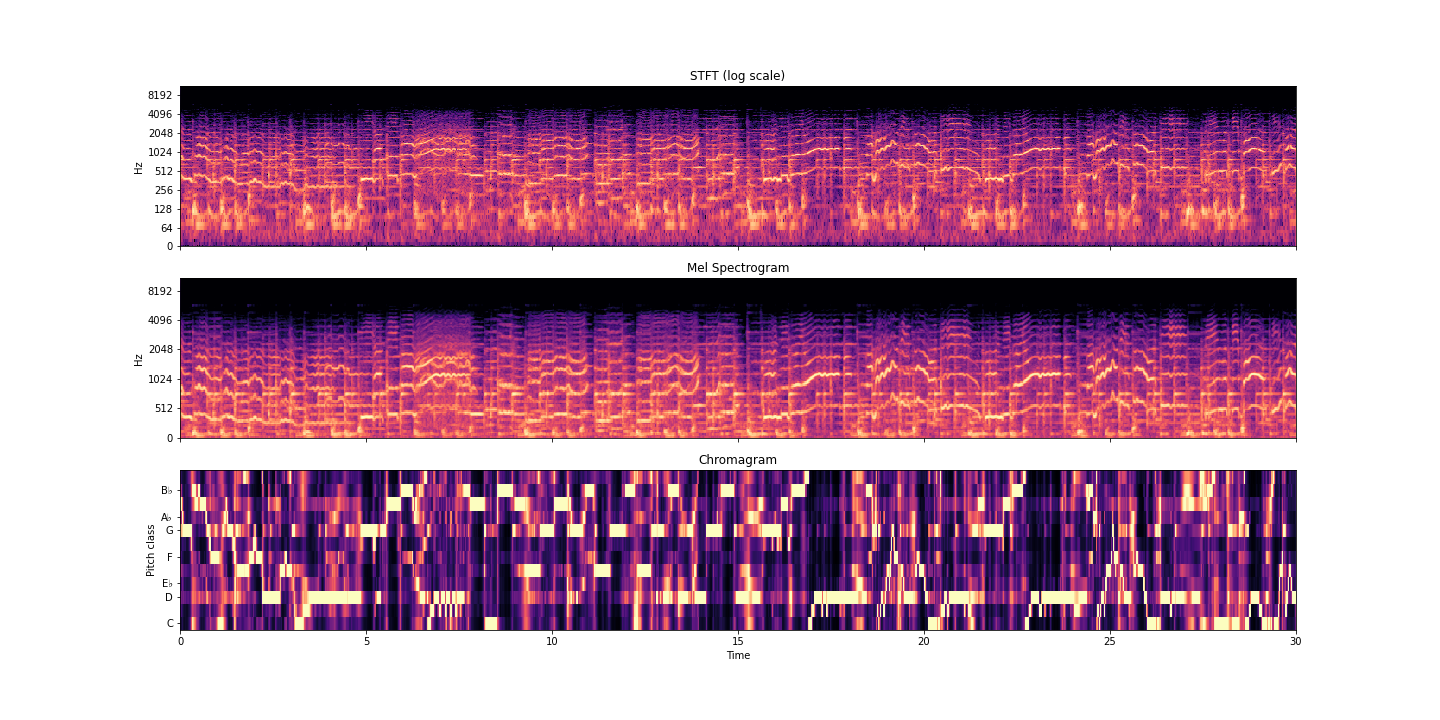 STFT (log scale)
8192
4096
2048
1024
512
256
128
64
0
Hz
Mel Spectrogram
8192
4096
2048
1024
512
0
Hz
Chromagram
B♭
A♭
G
F
E♭
D
C
Pitch class
0 5 10 15 20 25 30
Time